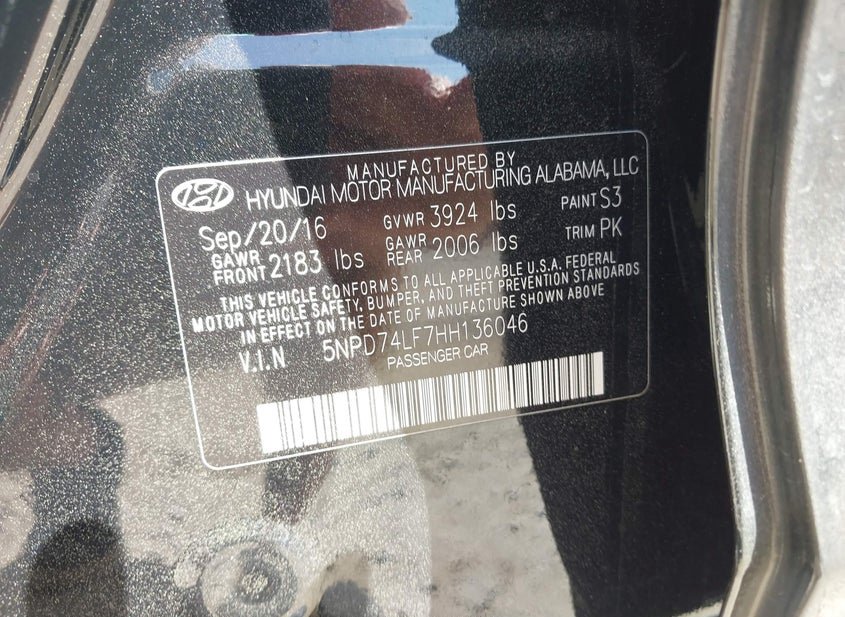 MANUFACTURED BY
HYUNDAI MOTOR MANUFACTURING ALABAMA, LLC
Sep/20/16 GVWR 3924 lbs PAINT S3
GAWR FRONT 2183 lbs GAWR REAR 2006 lbs TRIM PK
THIS VEHICLE CONFORMS TO ALL APPLICABLE U.S.A. FEDERAL
MOTOR VEHICLE SAFETY, BUMPER, AND THEFT PREVENTION STANDARDS
IN EFFECT ON THE DATE OF MANUFACTURE SHOWN ABOVE
V.I.N 5NPD74LF7HH136046
PASSENGER CAR